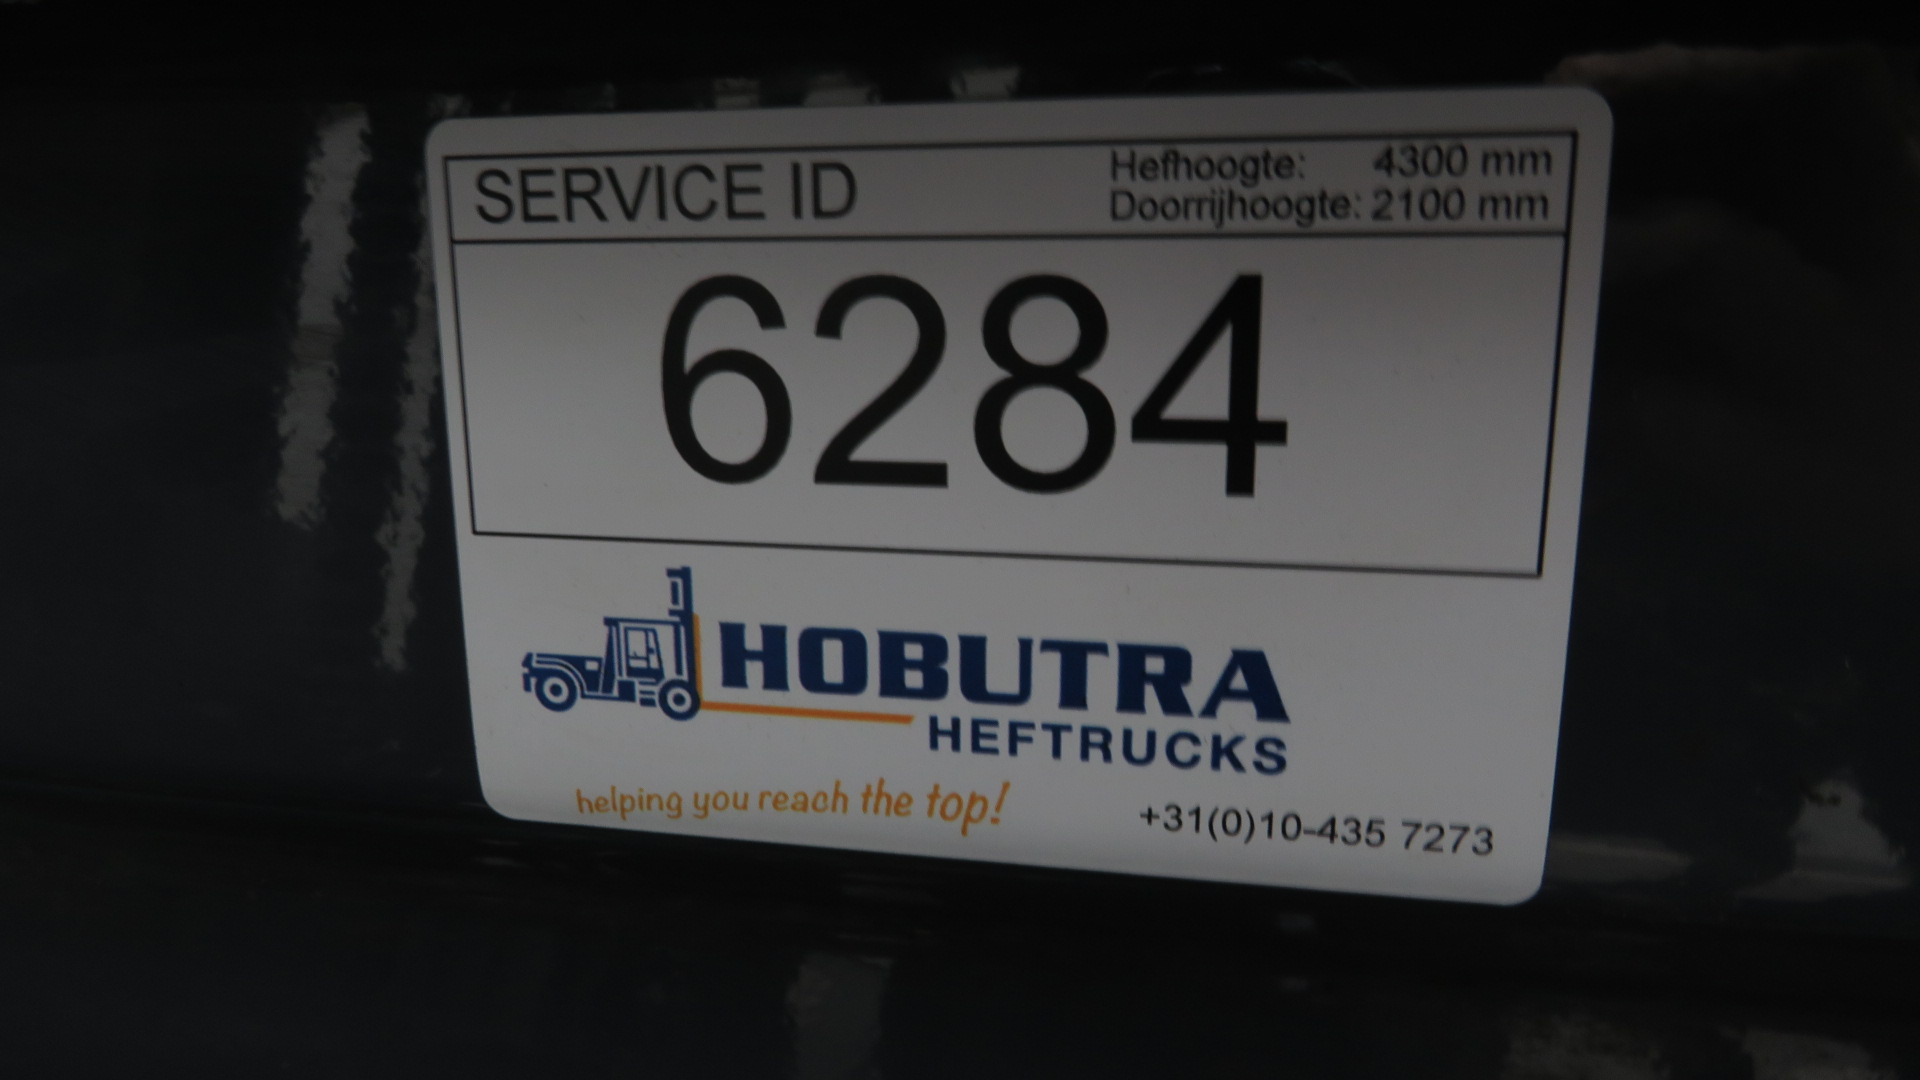 SERVICE ID
Hefhoogte: 4300 mm
Doorrijhoogte: 2100 mm
6284
HOBUTRA
HEFTRUCKS
helping you reach the top!
+31(0)10-435 7273